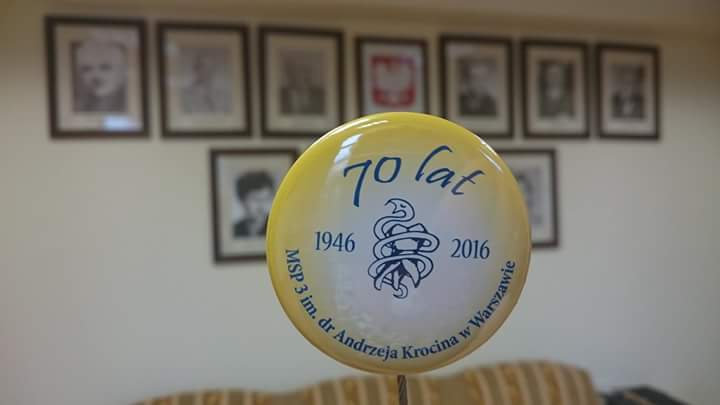 70 lat
1946 2016
MSP 3 im. dr Andrzeja Krocina w Warszawie